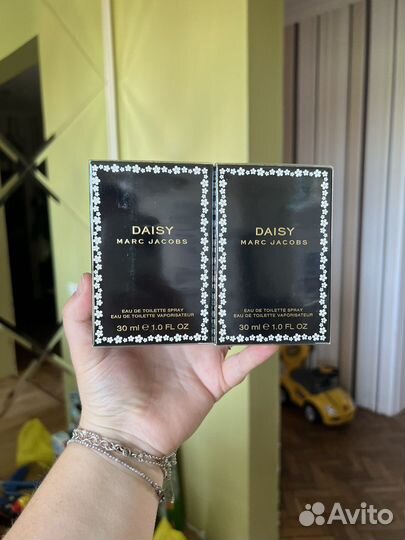 DAISY
MARC JACOBS
EAU DE TOILETTE SPRAY
EAU DE TOILETTE VAPORISATEUR
30 ml ℮ 1.0 FL OZ
DAISY
MARC JACOBS
EAU DE TOILETTE SPRAY
EAU DE TOILETTE VAPORISATEUR
30 ml ℮ 1.0 FL OZ
Avito